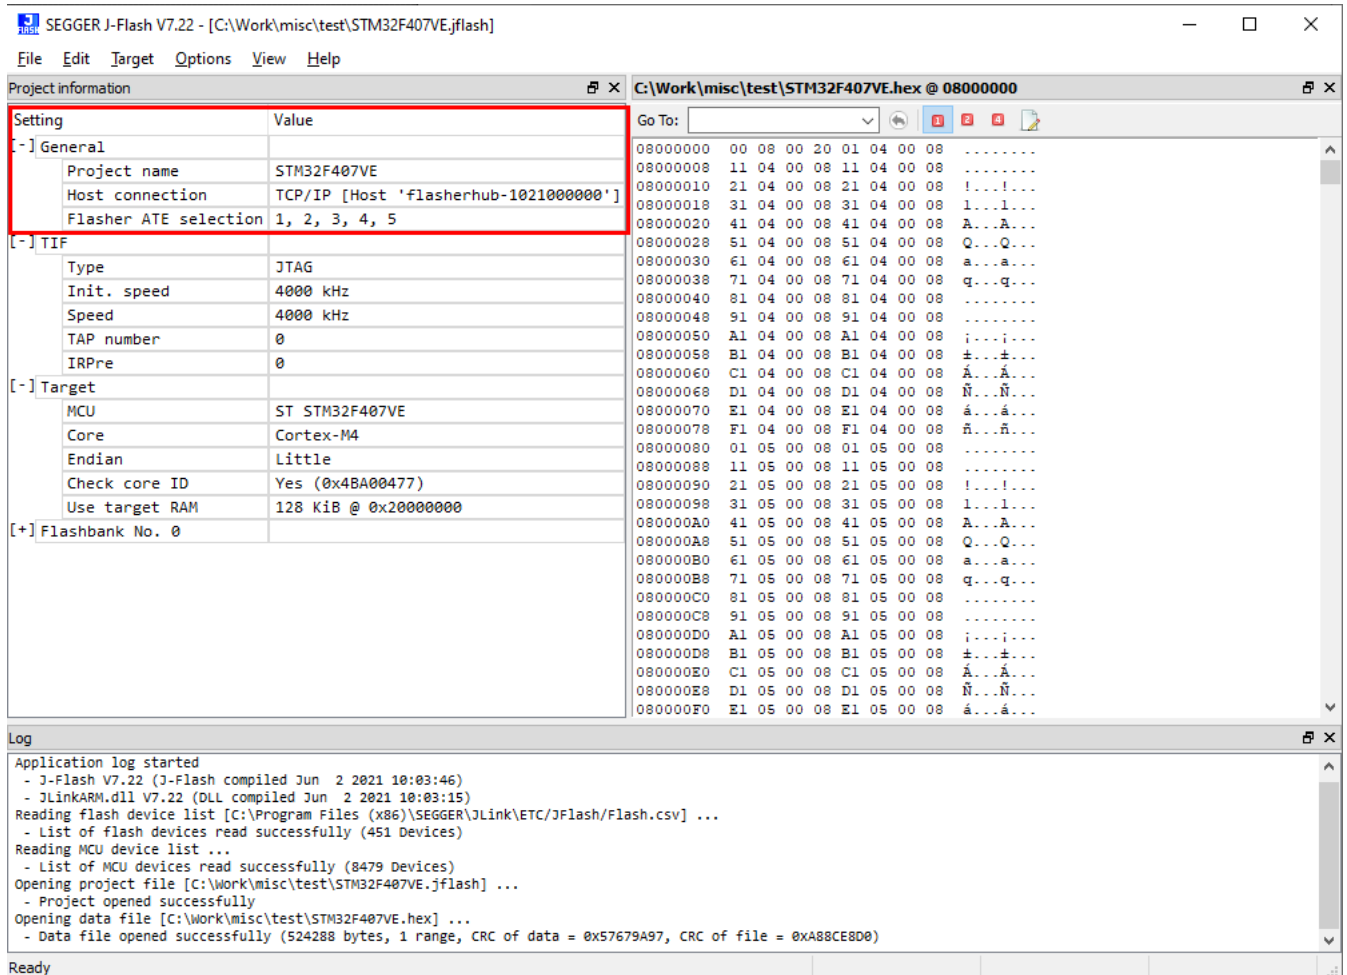 SEGGER J-Flash V7.22 - [C:\Work\misc\test\STM32F407VE.jflash]
File Edit Target Options View Help
Project information
Setting Value
[-] General
Project name STM32F407VE
Host connection TCP/IP [Host 'flasherhub-1021000000']
Flasher ATE selection 1, 2, 3, 4, 5
[-] TIF
Type JTAG
Init. speed 4000 kHz
Speed 4000 kHz
TAP number 0
IRPre 0
[-] Target
MCU ST STM32F407VE
Core Cortex-M4
Endian Little
Check core ID Yes (0x4BA00477)
Use target RAM 128 KiB @ 0x20000000
[+] Flashbank No. 0
C:\Work\misc\test\STM32F407VE.hex @ 08000000
Go To: 1 2 4
08000000 00 08 00 20 01 04 00 08 ........
08000008 11 04 00 08 11 04 00 08 ........
08000010 21 04 00 08 21 04 00 08 !...!...
08000018 31 04 00 08 31 04 00 08 1...1...
08000020 41 04 00 08 41 04 00 08 A...A...
08000028 51 04 00 08 51 04 00 08 Q...Q...
08000030 61 04 00 08 61 04 00 08 a...a...
08000038 71 04 00 08 71 04 00 08 q...q...
08000040 81 04 00 08 81 04 00 08 ........
08000048 91 04 00 08 91 04 00 08 ........
08000050 A1 04 00 08 A1 04 00 08 ¡...¡...
08000058 B1 04 00 08 B1 04 00 08 ±...±...
08000060 C1 04 00 08 C1 04 00 08 Á...Á...
08000068 D1 04 00 08 D1 04 00 08 Ñ...Ñ...
08000070 E1 04 00 08 E1 04 00 08 á...á...
08000078 F1 04 00 08 F1 04 00 08 ñ...ñ...
08000080 01 05 00 08 01 05 00 08 ........
08000088 11 05 00 08 11 05 00 08 ........
08000090 21 05 00 08 21 05 00 08 !...!...
08000098 31 05 00 08 31 05 00 08 1...1...
080000A0 41 05 00 08 41 05 00 08 A...A...
080000A8 51 05 00 08 51 05 00 08 Q...Q...
080000B0 61 05 00 08 61 05 00 08 a...a...
080000B8 71 05 00 08 71 05 00 08 q...q...
080000C0 81 05 00 08 81 05 00 08 ........
080000C8 91 05 00 08 91 05 00 08 ........
080000D0 A1 05 00 08 A1 05 00 08 ¡...¡...
080000D8 B1 05 00 08 B1 05 00 08 ±...±...
080000E0 C1 05 00 08 C1 05 00 08 Á...Á...
080000E8 D1 05 00 08 D1 05 00 08 Ñ...Ñ...
080000F0 E1 05 00 08 E1 05 00 08 á...á...
Log
Application log started
- J-Flash V7.22 (J-Flash compiled Jun 2 2021 10:03:46)
- JLinkARM.dll V7.22 (DLL compiled Jun 2 2021 10:03:15)
Reading flash device list [C:\Program Files (x86)\SEGGER\JLink\ETC/JFlash/Flash.csv] ...
- List of flash devices read successfully (451 Devices)
Reading MCU device list ...
- List of MCU devices read successfully (8479 Devices)
Opening project file [C:\Work\misc\test\STM32F407VE.jflash] ...
- Project opened successfully
Opening data file [C:\Work\misc\test\STM32F407VE.hex] ...
- Data file opened successfully (524288 bytes, 1 range, CRC of data = 0x57679A97, CRC of file = 0xA88CE8D0)
Ready